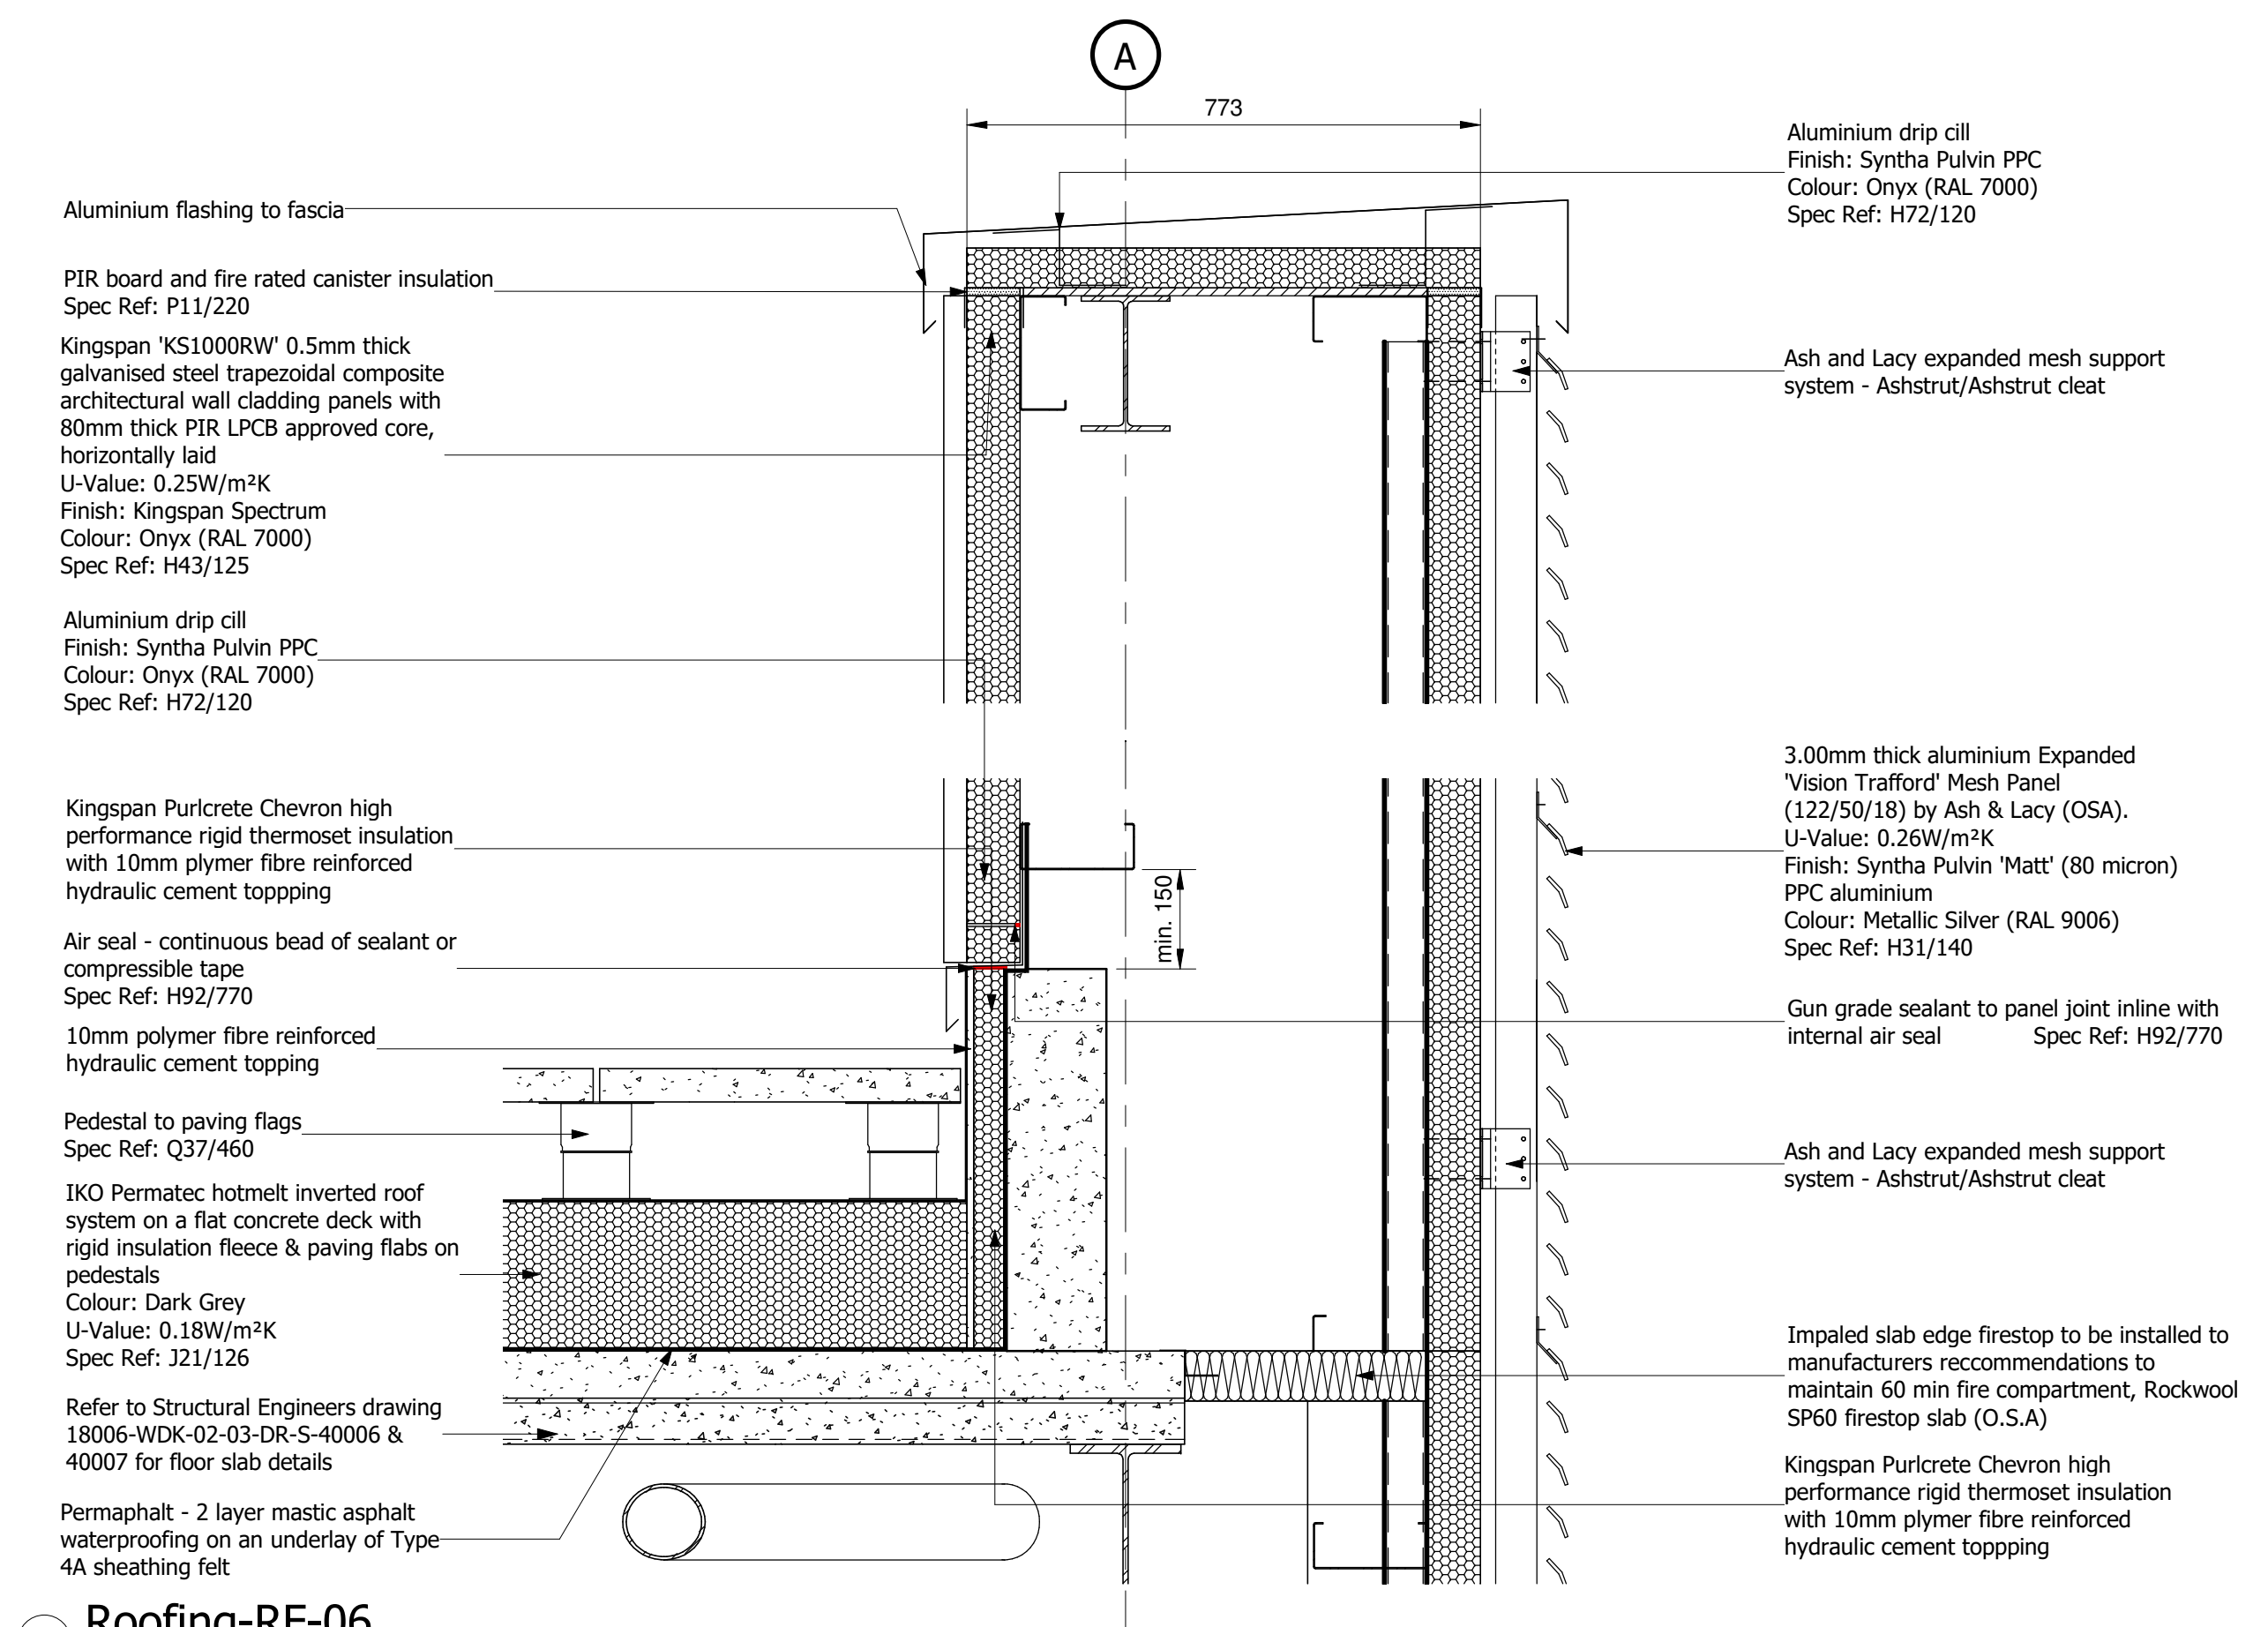 A
773
Aluminium flashing to fascia
PIR board and fire rated canister insulation
Spec Ref: P11/220
Kingspan 'KS1000RW' 0.5mm thick
galvanised steel trapezoidal composite
architectural wall cladding panels with
80mm thick PIR LPCB approved core,
horizontally laid
U-Value: 0.25W/m²K
Finish: Kingspan Spectrum
Colour: Onyx (RAL 7000)
Spec Ref: H43/125
Aluminium drip cill
Finish: Syntha Pulvin PPC
Colour: Onyx (RAL 7000)
Spec Ref: H72/120
Kingspan Purlcrete Chevron high
performance rigid thermoset insulation
with 10mm plymer fibre reinforced
hydraulic cement toppping
Air seal - continuous bead of sealant or
compressible tape
Spec Ref: H92/770
10mm polymer fibre reinforced
hydraulic cement topping
Pedestal to paving flags
Spec Ref: Q37/460
IKO Permatec hotmelt inverted roof
system on a flat concrete deck with
rigid insulation fleece & paving flabs on
pedestals
Colour: Dark Grey
U-Value: 0.18W/m²K
Spec Ref: J21/126
Refer to Structural Engineers drawing
18006-WDK-02-03-DR-S-40006 &
40007 for floor slab details
Permaphalt - 2 layer mastic asphalt
waterproofing on an underlay of Type
4A sheathing felt
min. 150
Aluminium drip cill
Finish: Syntha Pulvin PPC
Colour: Onyx (RAL 7000)
Spec Ref: H72/120
Ash and Lacy expanded mesh support
system - Ashstrut/Ashstrut cleat
3.00mm thick aluminium Expanded
'Vision Trafford' Mesh Panel
(122/50/18) by Ash & Lacy (OSA).
U-Value: 0.26W/m²K
Finish: Syntha Pulvin 'Matt' (80 micron)
PPC aluminium
Colour: Metallic Silver (RAL 9006)
Spec Ref: H31/140
Gun grade sealant to panel joint inline with
internal air seal Spec Ref: H92/770
Ash and Lacy expanded mesh support
system - Ashstrut/Ashstrut cleat
Impaled slab edge firestop to be installed to
manufacturers reccommendations to
maintain 60 min fire compartment, Rockwool
SP60 firestop slab (O.S.A)
Kingspan Purlcrete Chevron high
performance rigid thermoset insulation
with 10mm plymer fibre reinforced
hydraulic cement toppping
Roofing-RF-06